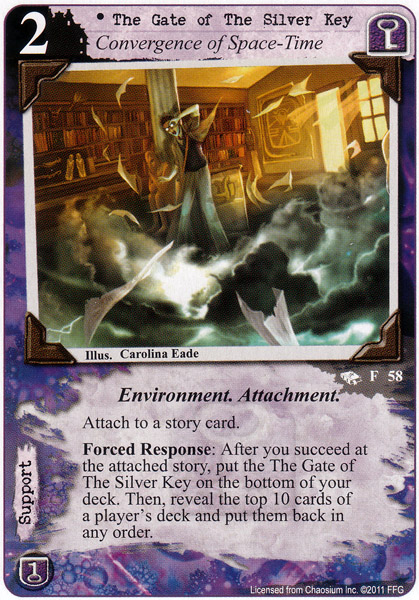 2
• The Gate of The Silver Key
Convergence of Space-Time
Illus. Carolina Eade
F 58
Environment. Attachment.
Attach to a story card.
Forced Response: After you succeed at
the attached story, put the The Gate of
The Silver Key on the bottom of your
deck. Then, reveal the top 10 cards of
a player's deck and put them back in
any order.
Support
1
Licensed from Chaosium Inc. ©2011 FFG